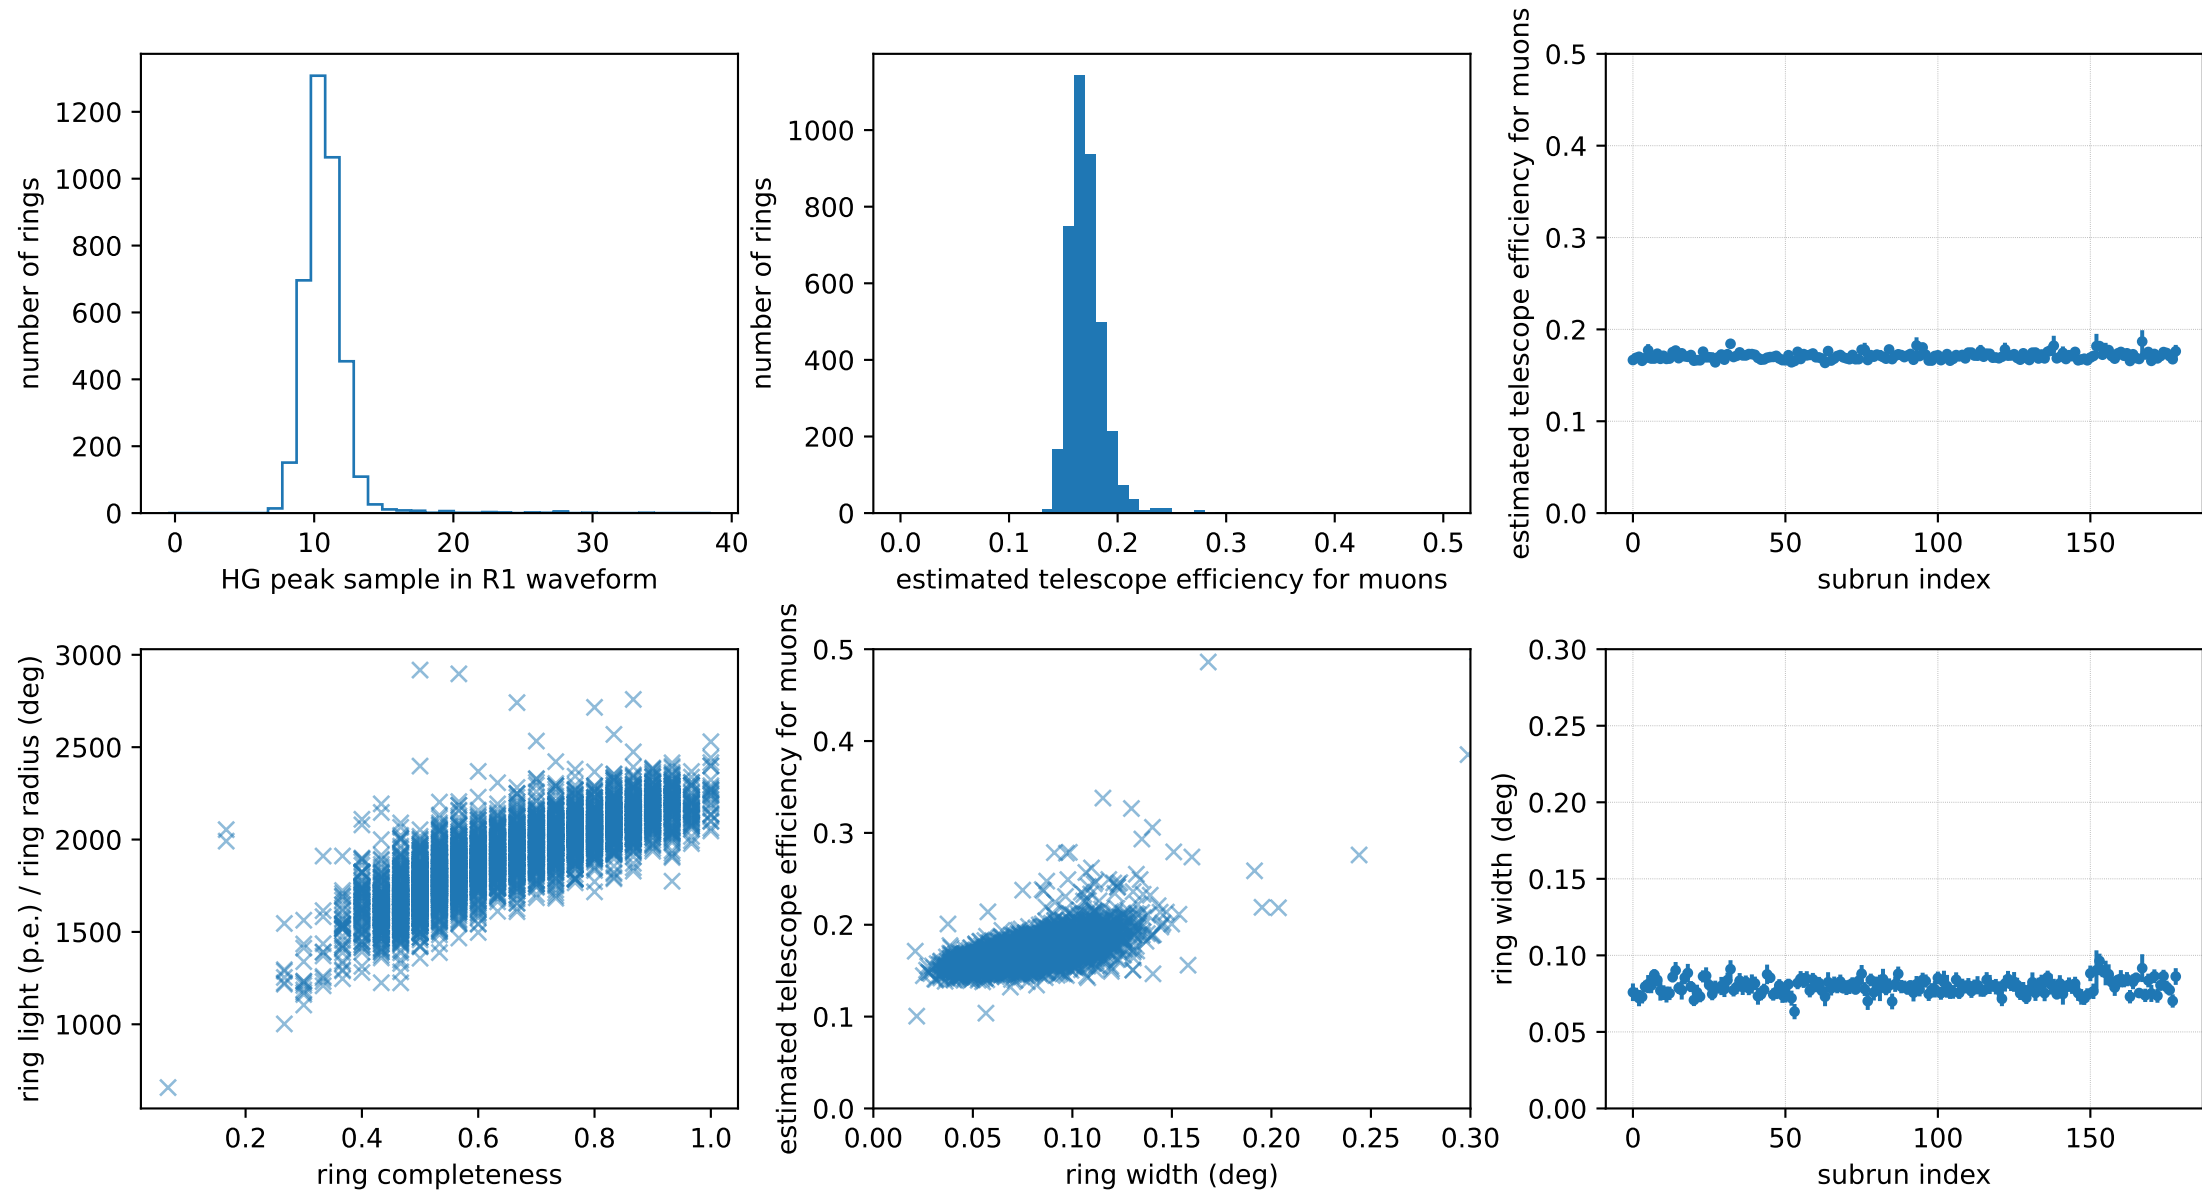 1200
1000
800
600
400
200
0
number of rings
0 10 20 30 40
HG peak sample in R1 waveform
1000
800
600
400
200
0
number of rings
0.0 0.1 0.2 0.3 0.4 0.5
estimated telescope efficiency for muons
0.5
0.4
0.3
0.2
0.1
0.0
estimated telescope efficiency for muons
0 50 100 150
subrun index
3000
2500
2000
1500
1000
ring light (p.e.) / ring radius (deg)
0.2 0.4 0.6 0.8 1.0
ring completeness
0.5
0.4
0.3
0.2
0.1
0.0
estimated telescope efficiency for muons
0.00 0.05 0.10 0.15 0.20 0.25 0.30
ring width (deg)
0.30
0.25
0.20
0.15
0.10
0.05
0.00
ring width (deg)
0 50 100 150
subrun index